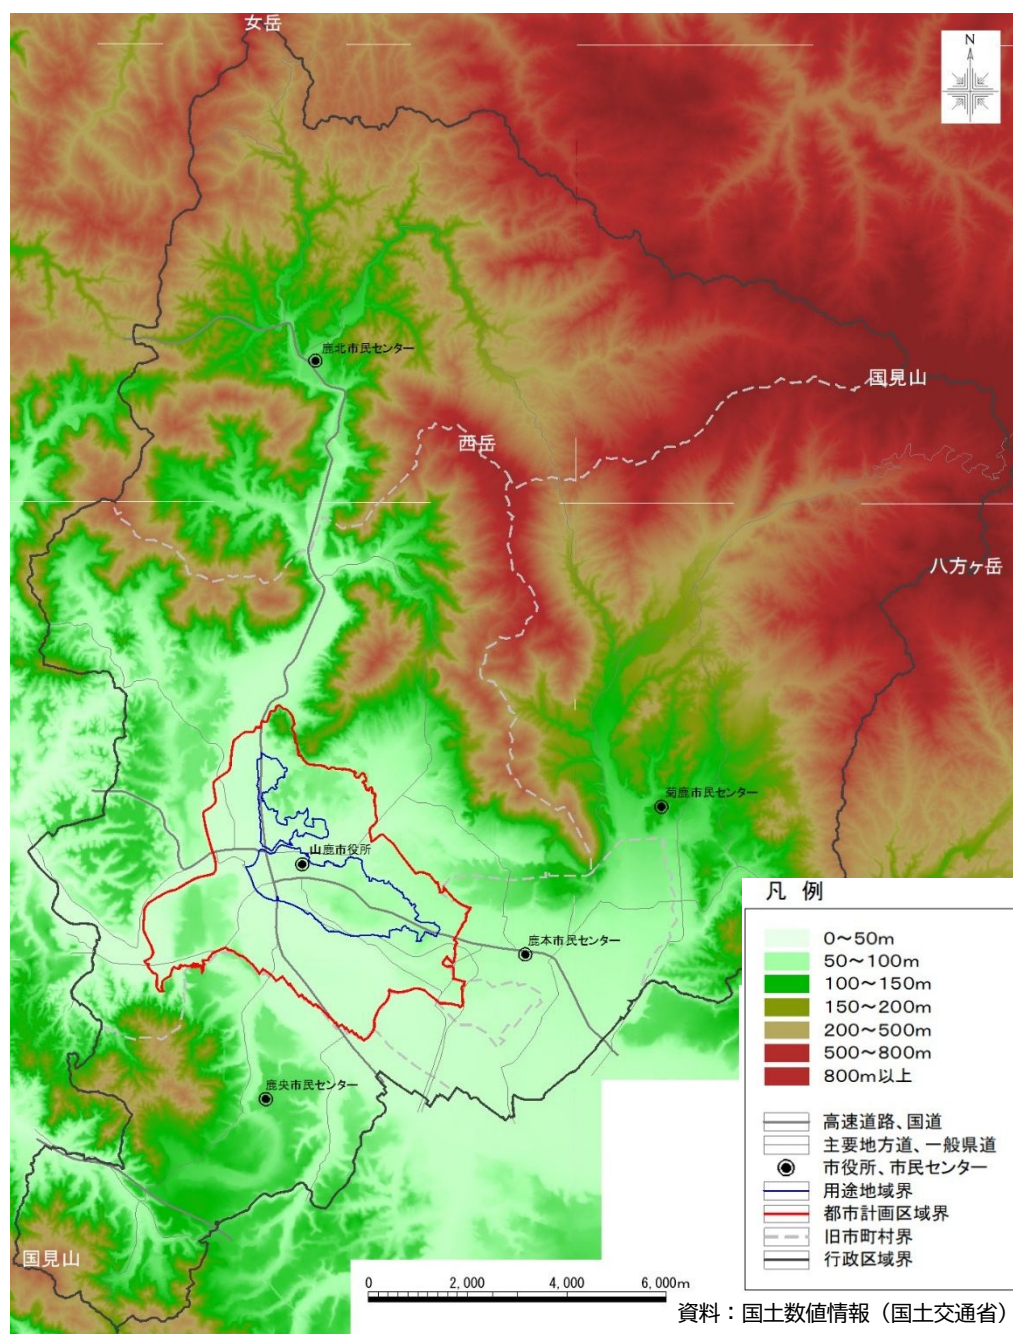 女岳
N
鹿北市民センター
国見山
西岳
八方ヶ岳
菊鹿市民センター
山鹿市役所
鹿本市民センター
鹿央市民センター
国見山
凡 例
0～50m
50～100m
100～150m
150～200m
200～500m
500～800m
800m以上
高速道路、国道
主要地方道、一般県道
市役所、市民センター
用途地域界
都市計画区域界
旧市町村界
行政区域界
0 2,000 4,000 6,000m
資料：国土数値情報（国土交通省）